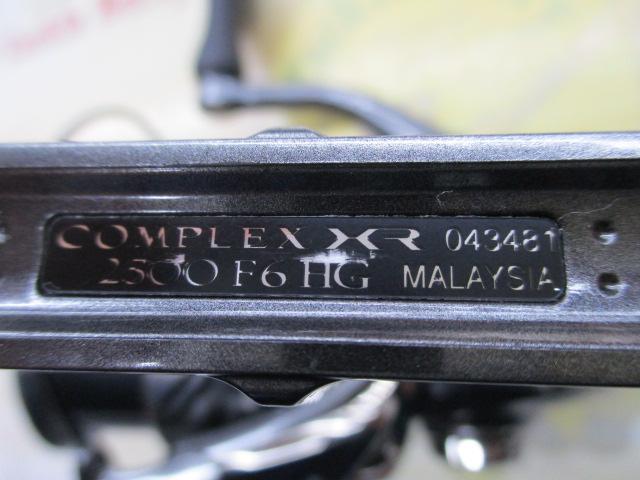 COMPLEX XR 043481
2500 F6 HG MALAYSIA